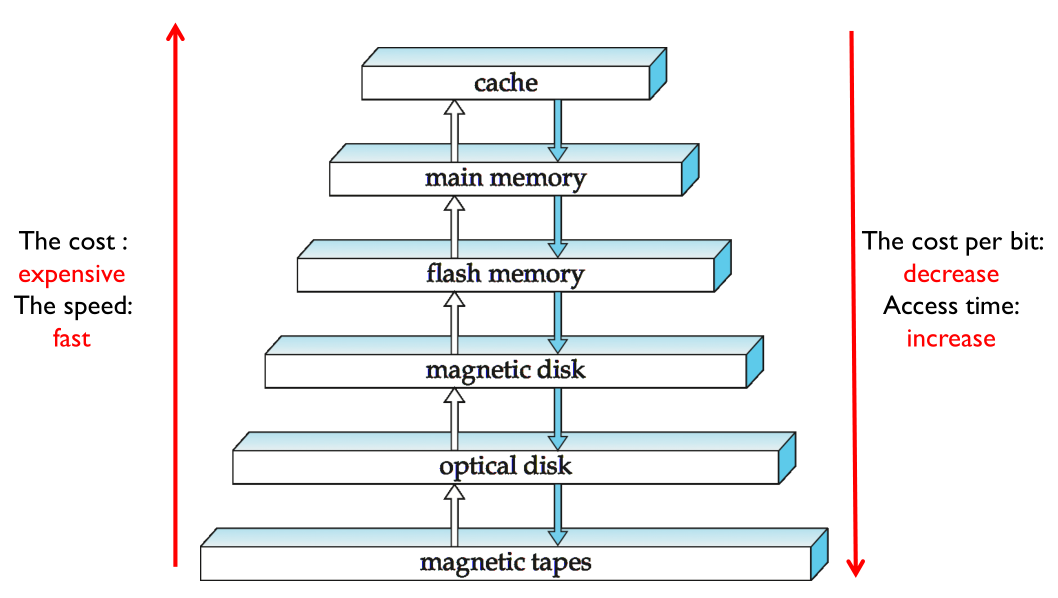 cache
main memory
flash memory
magnetic disk
optical disk
magnetic tapes
The cost :
expensive
The speed:
fast
The cost per bit:
decrease
Access time:
increase